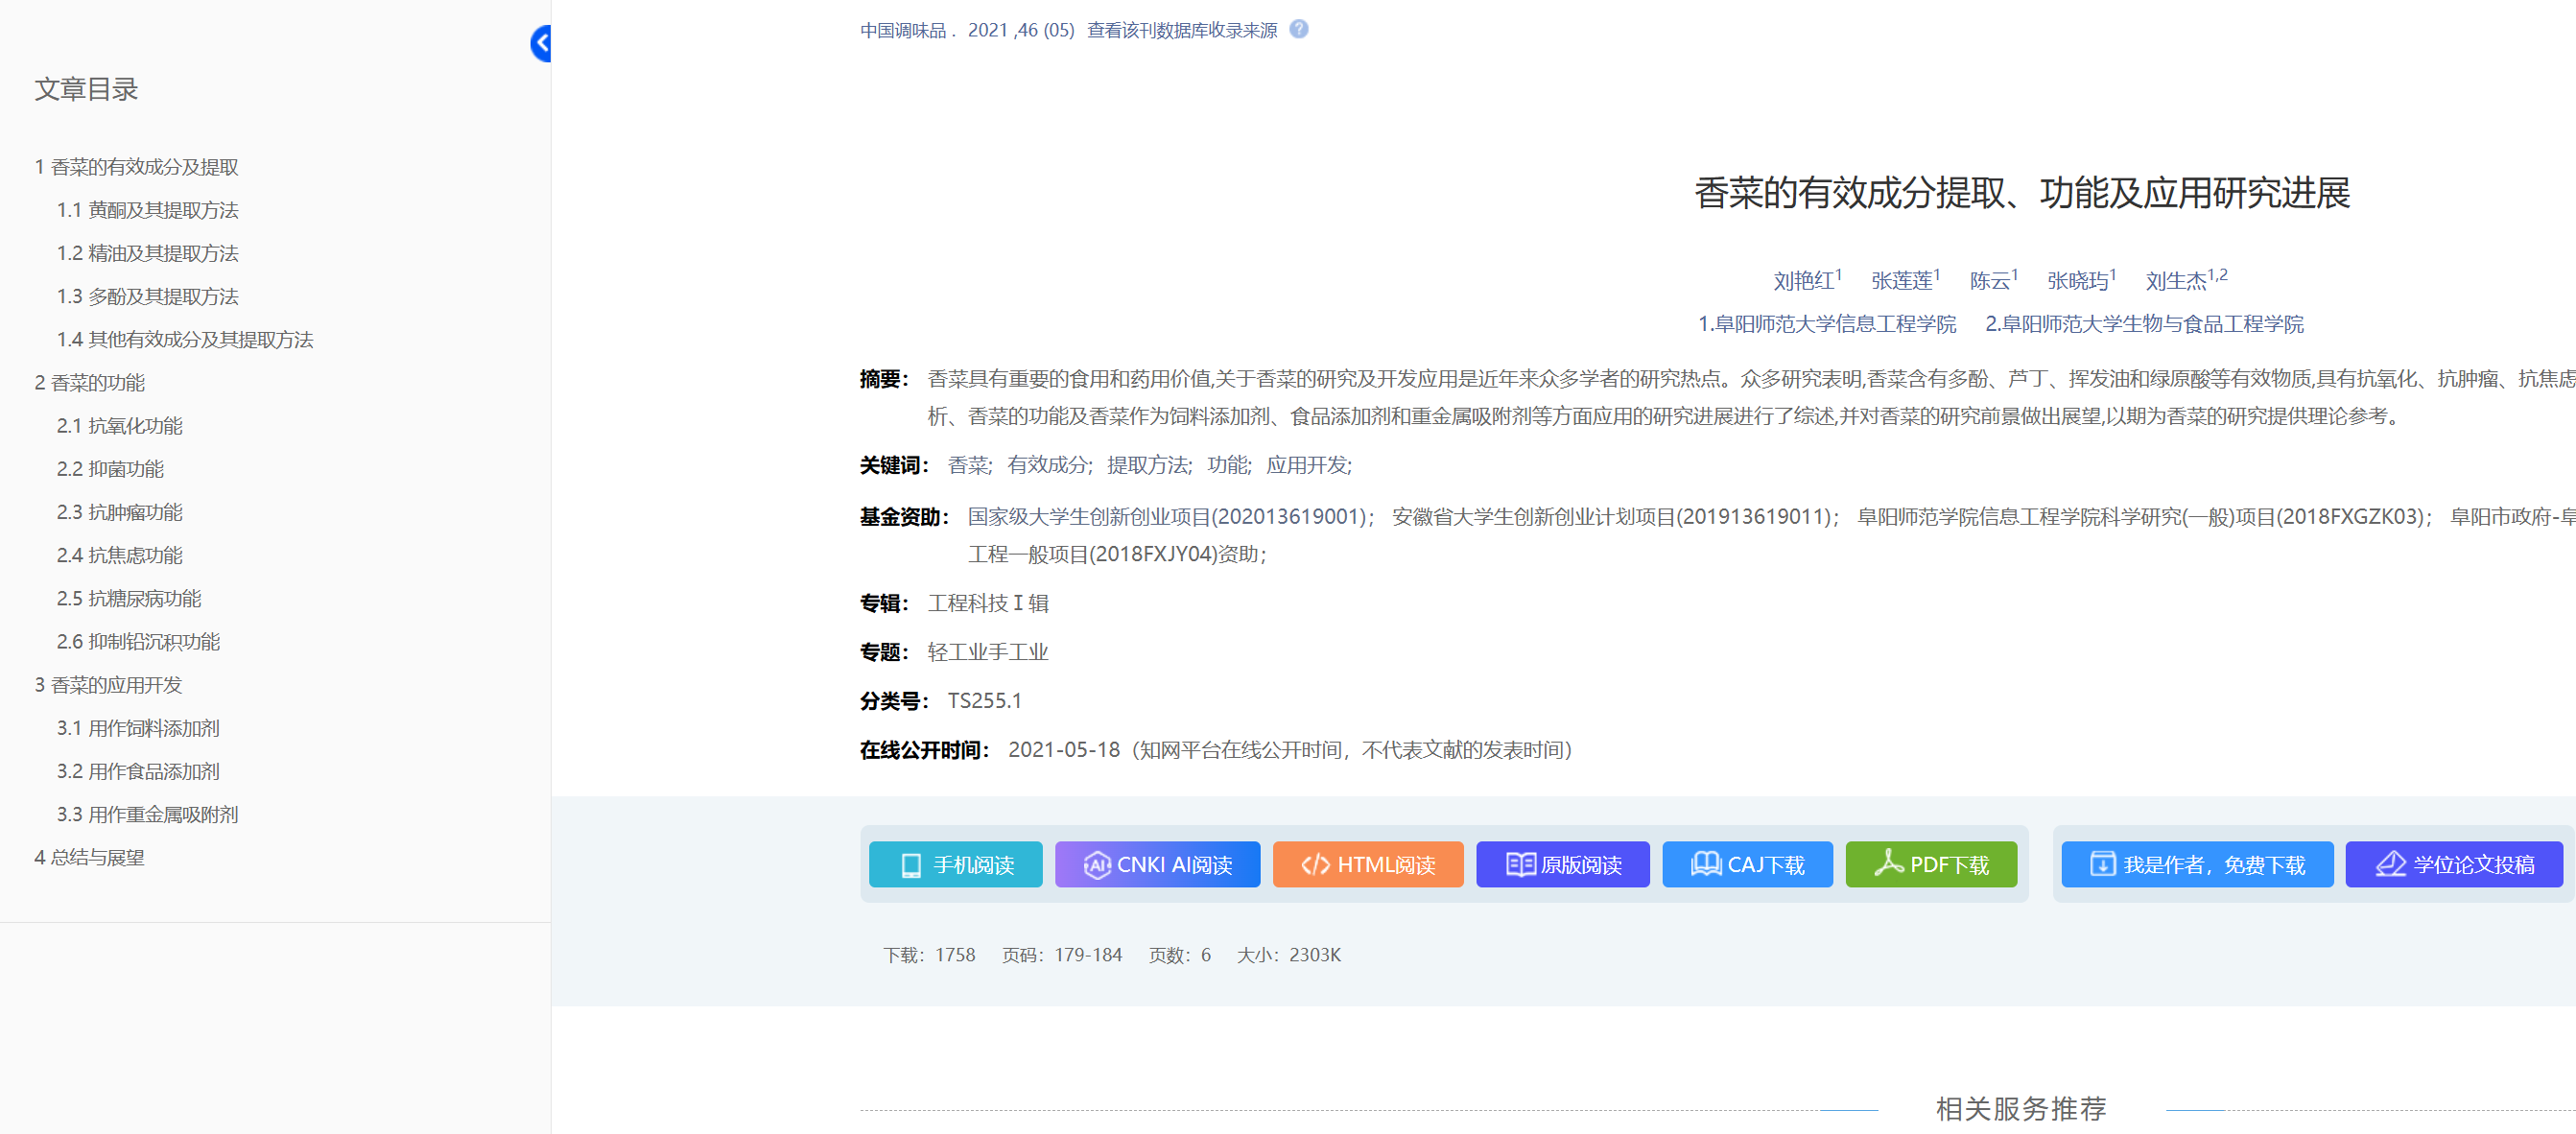 文章目录
1 香菜的有效成分及提取
1.1 黄酮及其提取方法
1.2 精油及其提取方法
1.3 多酚及其提取方法
1.4 其他有效成分及其提取方法
2 香菜的功能
2.1 抗氧化功能
2.2 抑菌功能
2.3 抗肿瘤功能
2.4 抗焦虑功能
2.5 抗糖尿病功能
2.6 抑制铅沉积功能
3 香菜的应用开发
3.1 用作饲料添加剂
3.2 用作食品添加剂
3.3 用作重金属吸附剂
4 总结与展望
中国调味品 . 2021 ,46 (05) 查看该刊数据库收录来源 ?
香菜的有效成分提取、功能及应用研究进展
刘艳红1 张莲莲1 陈云1 张晓玙1 刘生杰1,2
1.阜阳师范大学信息工程学院 2.阜阳师范大学生物与食品工程学院
摘要： 香菜具有重要的食用和药用价值,关于香菜的研究及开发应用是近年来众多学者的研究热点。众多研究表明,香菜含有多酚、芦丁、挥发油和绿原酸等有效物质,具有抗氧化、抗肿瘤、抗焦虑
析、香菜的功能及香菜作为饲料添加剂、食品添加剂和重金属吸附剂等方面应用的研究进展进行了综述,并对香菜的研究前景做出展望,以期为香菜的研究提供理论参考。
关键词： 香菜; 有效成分; 提取方法; 功能; 应用开发;
基金资助： 国家级大学生创新创业项目(202013619001)； 安徽省大学生创新创业计划项目(201913619011)； 阜阳师范学院信息工程学院科学研究(一般)项目(2018FXGZK03)； 阜阳市政府-阜
工程一般项目(2018FXJY04)资助；
专辑： 工程科技Ⅰ辑
专题： 轻工业手工业
分类号： TS255.1
在线公开时间： 2021-05-18（知网平台在线公开时间，不代表文献的发表时间）
手机阅读 CNKI AI阅读 HTML阅读 原版阅读 CAJ下载 PDF下载 我是作者，免费下载 学位论文投稿
下载：1758 页码：179-184 页数：6 大小：2303K
相关服务推荐